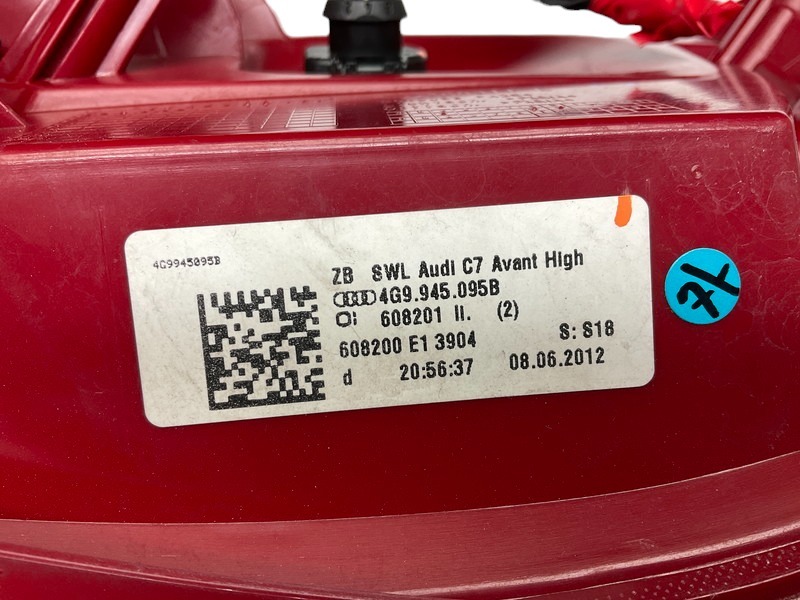 4G9945095B
ZB SWL Audi C7 Avant High
4G9.945.095B
608201 II. (2)
608200 E1 3904
S: S18
d 20:56:37 08.06.2012